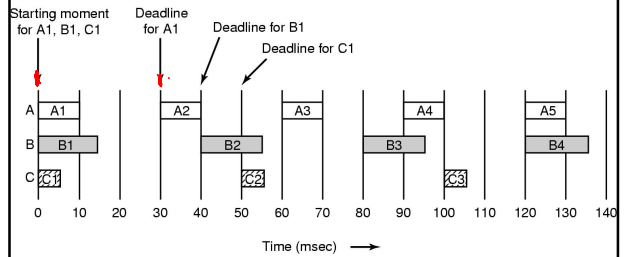 Starting moment
for A1, B1, C1
Deadline
for A1
Deadline for B1
Deadline for C1
A A1 A2 A3 A4 A5
B B1 B2 B3 B4
C C1 C2 C3
0 10 20 30 40 50 60 70 80 90 100 110 120 130 140
Time (msec)